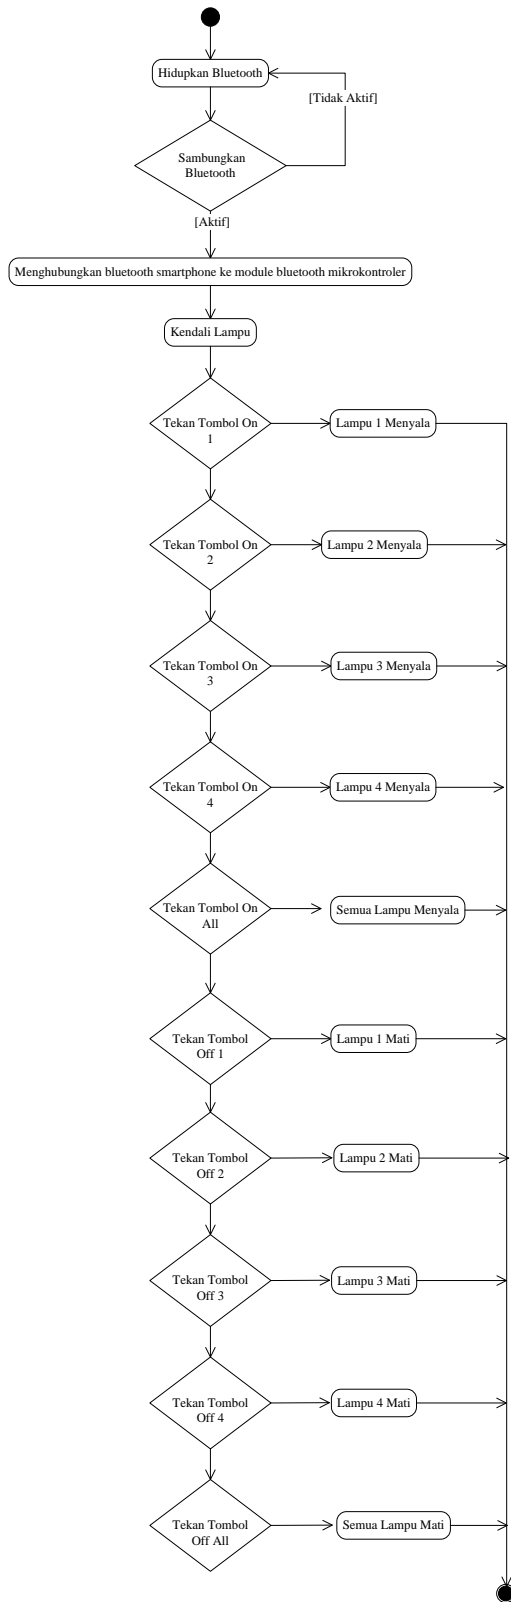 Hidupkan Bluetooth
[Tidak Aktif]
Sambungkan
Bluetooth
[Aktif]
Menghubungkan bluetooth smartphone ke module bluetooth mikrokontroler
Kendali Lampu
Tekan Tombol On
1
Lampu 1 Menyala
Tekan Tombol On
2
Lampu 2 Menyala
Tekan Tombol On
3
Lampu 3 Menyala
Tekan Tombol On
4
Lampu 4 Menyala
Tekan Tombol On
All
Semua Lampu Menyala
Tekan Tombol
Off 1
Lampu 1 Mati
Tekan Tombol
Off 2
Lampu 2 Mati
Tekan Tombol
Off 3
Lampu 3 Mati
Tekan Tombol
Off 4
Lampu 4 Mati
Tekan Tombol
Off All
Semua Lampu Mati